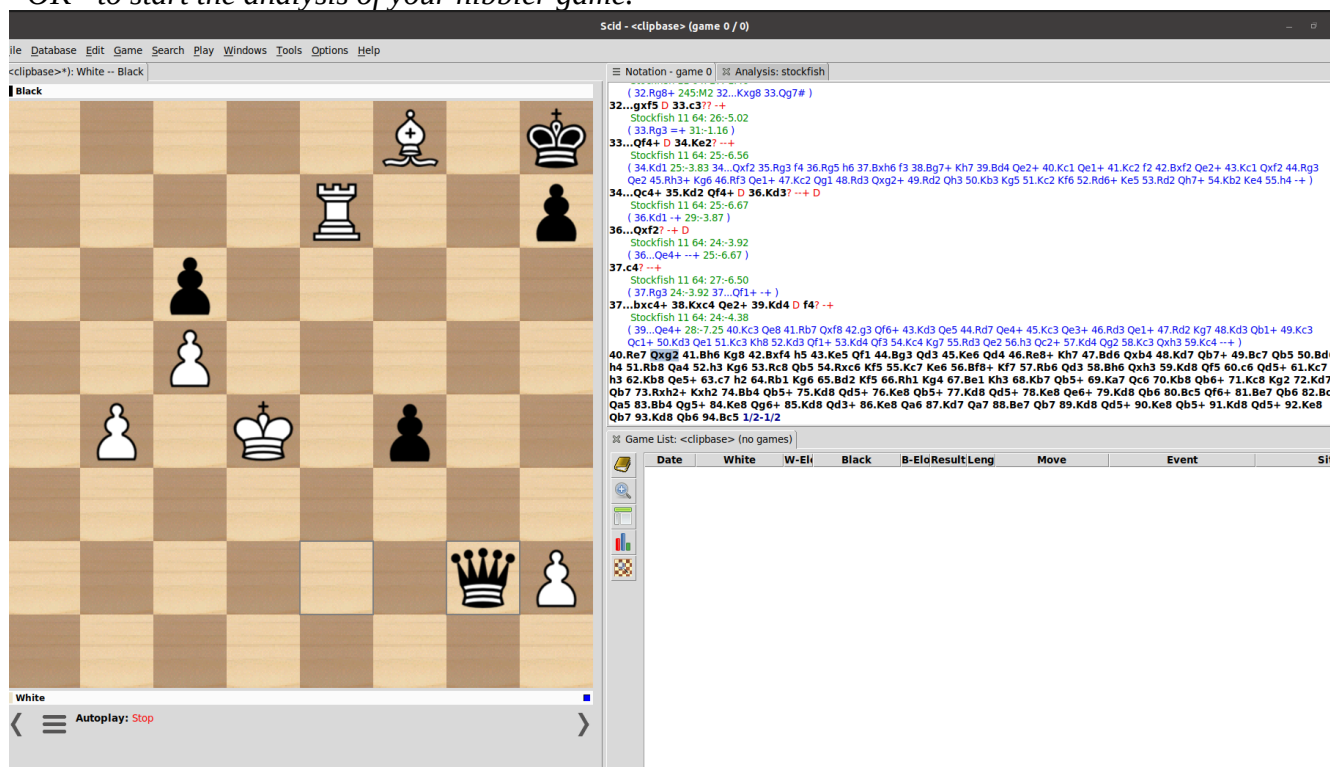 "OK" to start the analysis of your nibbler game.
Scid - <clipbase> (game 0 / 0)
ile Database Edit Game Search Play Windows Tools Options Help
<clipbase>*): White -- Black
Black
White
Autoplay: Stop
Notation - game 0
Analysis: stockfish
( 32.Rg8+ 245:M2 32...Kxg8 33.Qg7# )
32...gxf5 D 33.c3?? -+
Stockfish 11 64: 26:-5.02
( 33.Rg3 =+ 31:-1.16 )
33...Qf4+ D 34.Ke2? --+
Stockfish 11 64: 25:-6.56
( 34.Kd1 25:-3.83 34...Qxf2 35.Rg3 f4 36.Rg5 h6 37.Bxh6 f3 38.Bg7+ Kh7 39.Bd4 Qe2+ 40.Kc1 Qe1+ 41.Kc2 f2 42.Bxf2 Qe2+ 43.Kc1 Qxf2 44.Rg3
Qe2 45.Rh3+ Kg6 46.Rf3 Qe1+ 47.Kc2 Qg1 48.Rd3 Qxg2+ 49.Rd2 Qh3 50.Kb3 Kg5 51.Kc2 Kf6 52.Rd6+ Ke5 53.Rd2 Qh7+ 54.Kb2 Ke4 55.h4 -+ )
34...Qc4+ 35.Kd2 Qf4+ D 36.Kd3? --+ D
Stockfish 11 64: 25:-6.67
( 36.Kd1 -+ 29:-3.87 )
36...Qxf2? -+ D
Stockfish 11 64: 24:-3.92
( 36...Qe4+ --+ 25:-6.67 )
37.c4? --+
Stockfish 11 64: 27:-6.50
( 37.Rg3 24:-3.92 37...Qf1+ -+ )
37...bxc4+ 38.Kxc4 Qe2+ 39.Kd4 D f4? -+
Stockfish 11 64: 24:-4.38
( 39...Qe4+ 28:-7.25 40.Kc3 Qe8 41.Rb7 Qxf8 42.g3 Qf6+ 43.Kd3 Qe5 44.Rd7 Qe4+ 45.Kc3 Qe3+ 46.Rd3 Qe1+ 47.Rd2 Kg7 48.Kd3 Qb1+ 49.Kc3
Qc1+ 50.Kd3 Qe1 51.Kc3 Kh8 52.Kd3 Qf1+ 53.Kd4 Qf3 54.Kc4 Kg7 55.Rd3 Qe2 56.h3 Qc2+ 57.Kd4 Qg2 58.Kc3 Qxh3 59.Kc4 --+ )
40.Re7 Qxg2 41.Bh6 Kg8 42.Bxf4 h5 43.Ke5 Qf1 44.Bg3 Qd3 45.Ke6 Qd4 46.Re8+ Kh7 47.Bd6 Qxb4 48.Kd7 Qb7+ 49.Bc7 Qb5 50.Bd6
h4 51.Rb8 Qa4 52.h3 Kg6 53.Rc8 Qb5 54.Rxc6 Kf5 55.Kc7 Ke6 56.Bf8+ Kf7 57.Rb6 Qd3 58.Bh6 Qxh3 59.Kd8 Qf5 60.c6 Qd5+ 61.Kc7
h3 62.Kb8 Qe5+ 63.c7 h2 64.Rb1 Kg6 65.Bd2 Kf5 66.Rh1 Kg4 67.Be1 Kh3 68.Kb7 Qb5+ 69.Ka7 Qc6 70.Kb8 Qb6+ 71.Kc8 Kg2 72.Kd7
Qb7 73.Rxh2+ Kxh2 74.Bb4 Qb5+ 75.Kd8 Qd5+ 76.Ke8 Qb5+ 77.Kd8 Qd5+ 78.Ke8 Qe6+ 79.Kd8 Qb6 80.Bc5 Qf6+ 81.Be7 Qb6 82.Bc
Qa5 83.Bb4 Qg5+ 84.Ke8 Qg6+ 85.Kd8 Qd3+ 86.Ke8 Qa6 87.Kd7 Qa7 88.Be7 Qb7 89.Kd8 Qd5+ 90.Ke8 Qb5+ 91.Kd8 Qd5+ 92.Ke8
Qb7 93.Kd8 Qb6 94.Bc5 1/2-1/2
Game List: <clipbase> (no games)
Date White W-El Black B-Elo Result Leng Move Event Si